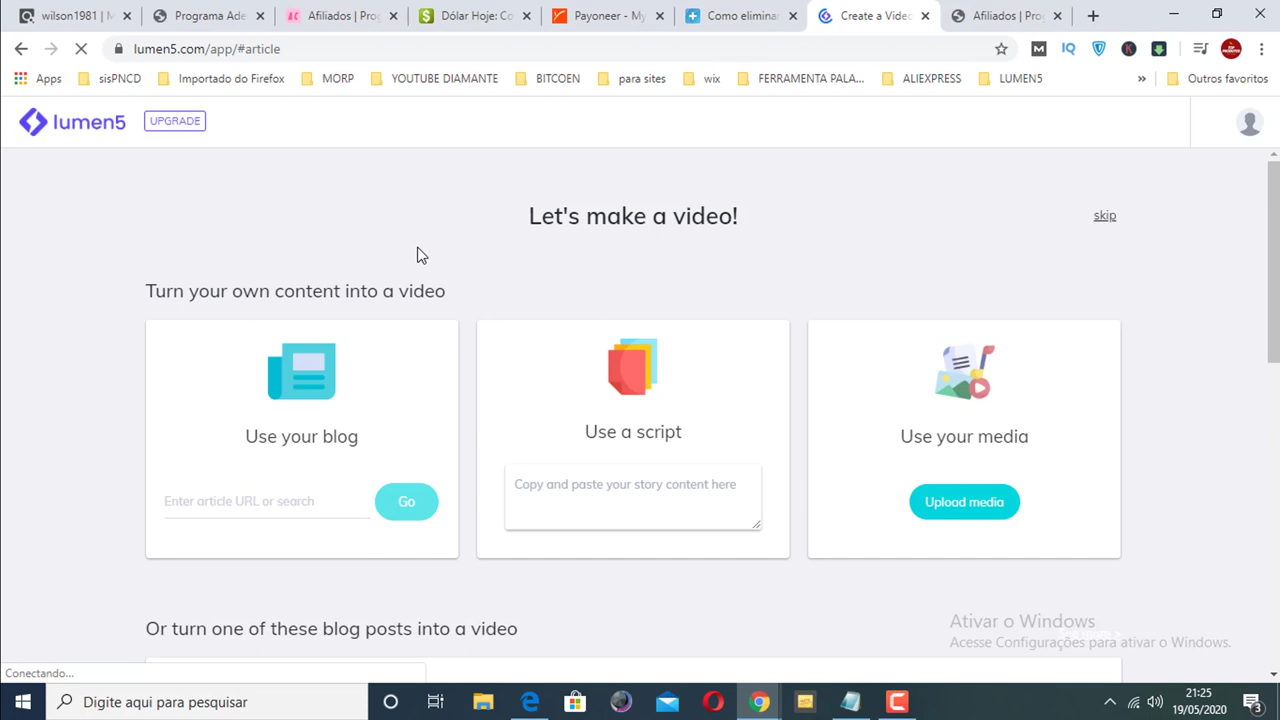 wilson1981 | M
Programa Ade
Afiliados | Prog
Dólar Hoje: Co
Payoneer - My
Como eliminar
Create a Video
Afiliados | Prog
lumen5.com/app/#article
Apps
sisPNCD
Importado do Firefox
MORP
YOUTUBE DIAMANTE
BITCOEN
para sites
wix
FERRAMENTA PALA...
ALIEXPRESS
LUMEN5
»
Outros favoritos
lumen5
UPGRADE
Let's make a video!
skip
Turn your own content into a video
Use your blog
Use a script
Use your media
Enter article URL or search
Go
Copy and paste your story content here
Upload media
Or turn one of these blog posts into a video
Ativar o Windows
Acesse Configurações para ativar o Windows.
Conectando...
Digite aqui para pesquisar
21:25
19/05/2020
3